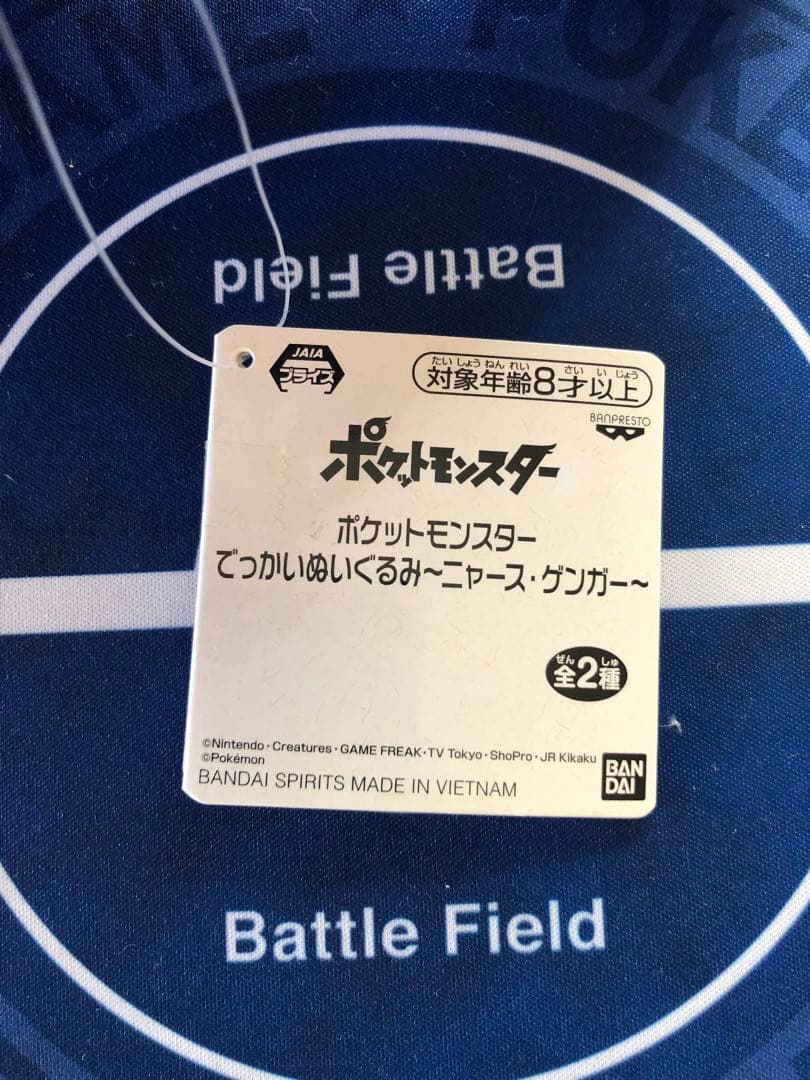 AME × POKÉ
Battle Field
JAIA
プライズ
たいしょうねんれい さい いじょう
対象年齢8才以上
BANPRESTO
ポケットモンスター
ポケットモンスター
でっかいぬいぐるみ～ニャース・ゲンガー～
ぜん しゅ
全2種
©Nintendo・Creatures・GAME FREAK・TV Tokyo・ShoPro・JR Kikaku
©Pokémon
BANDAI SPIRITS MADE IN VIETNAM
BAN
DAI
Battle Field